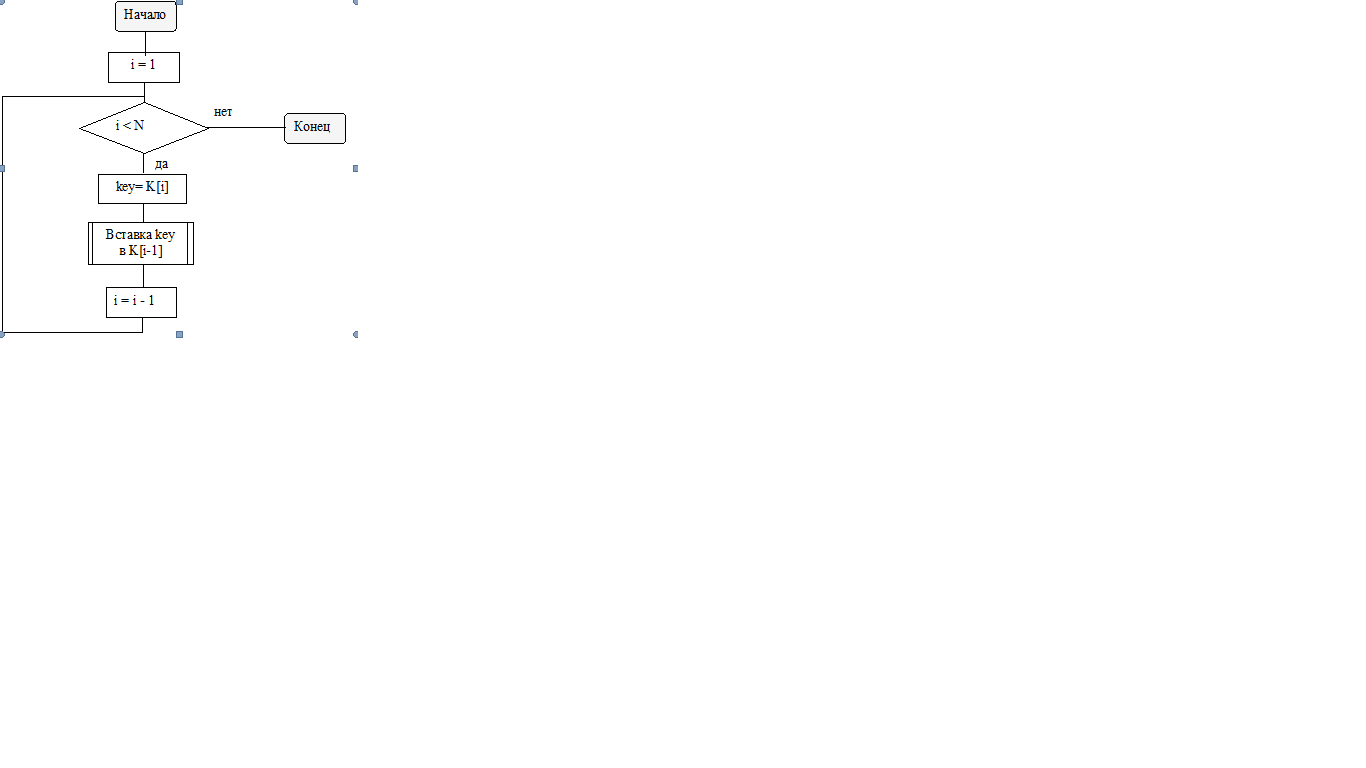 Начало
i = 1
i < N
нет
Конец
да
key= K[i]
Вставка key
в K[i-1]
i = i - 1